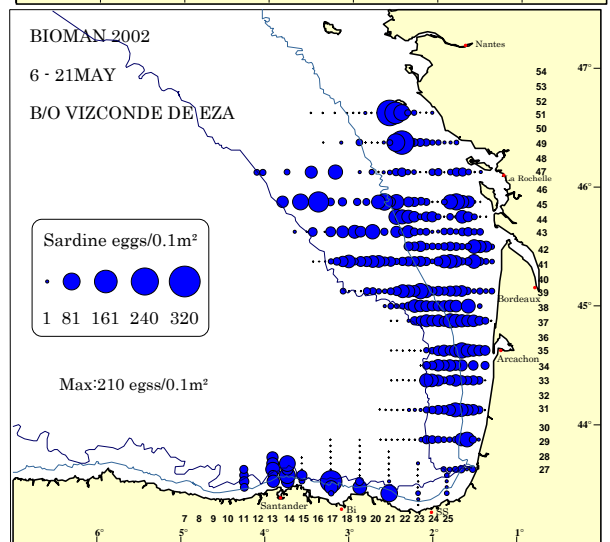 BIOMAN 2002
6 - 21MAY
B/O VIZCONDE DE EZA
Nantes
47°
54
53
52
51
50
49
48
47
La Rochelle
46°
46
45
44
43
42
41
40
39
Bordeaux
38
45°
37
36
35
Arcachon
34
33
32
31
30
44°
29
28
27
Sardine eggs/0.1m²
1 81 161 240 320
Max:210 egss/0.1m²
Santander
Bi
SS
7 8 9 10 11 12 13 14 15 16 17 18 19 20 21 22 23 24 25
6° 5° 4° 3° 2° 1°